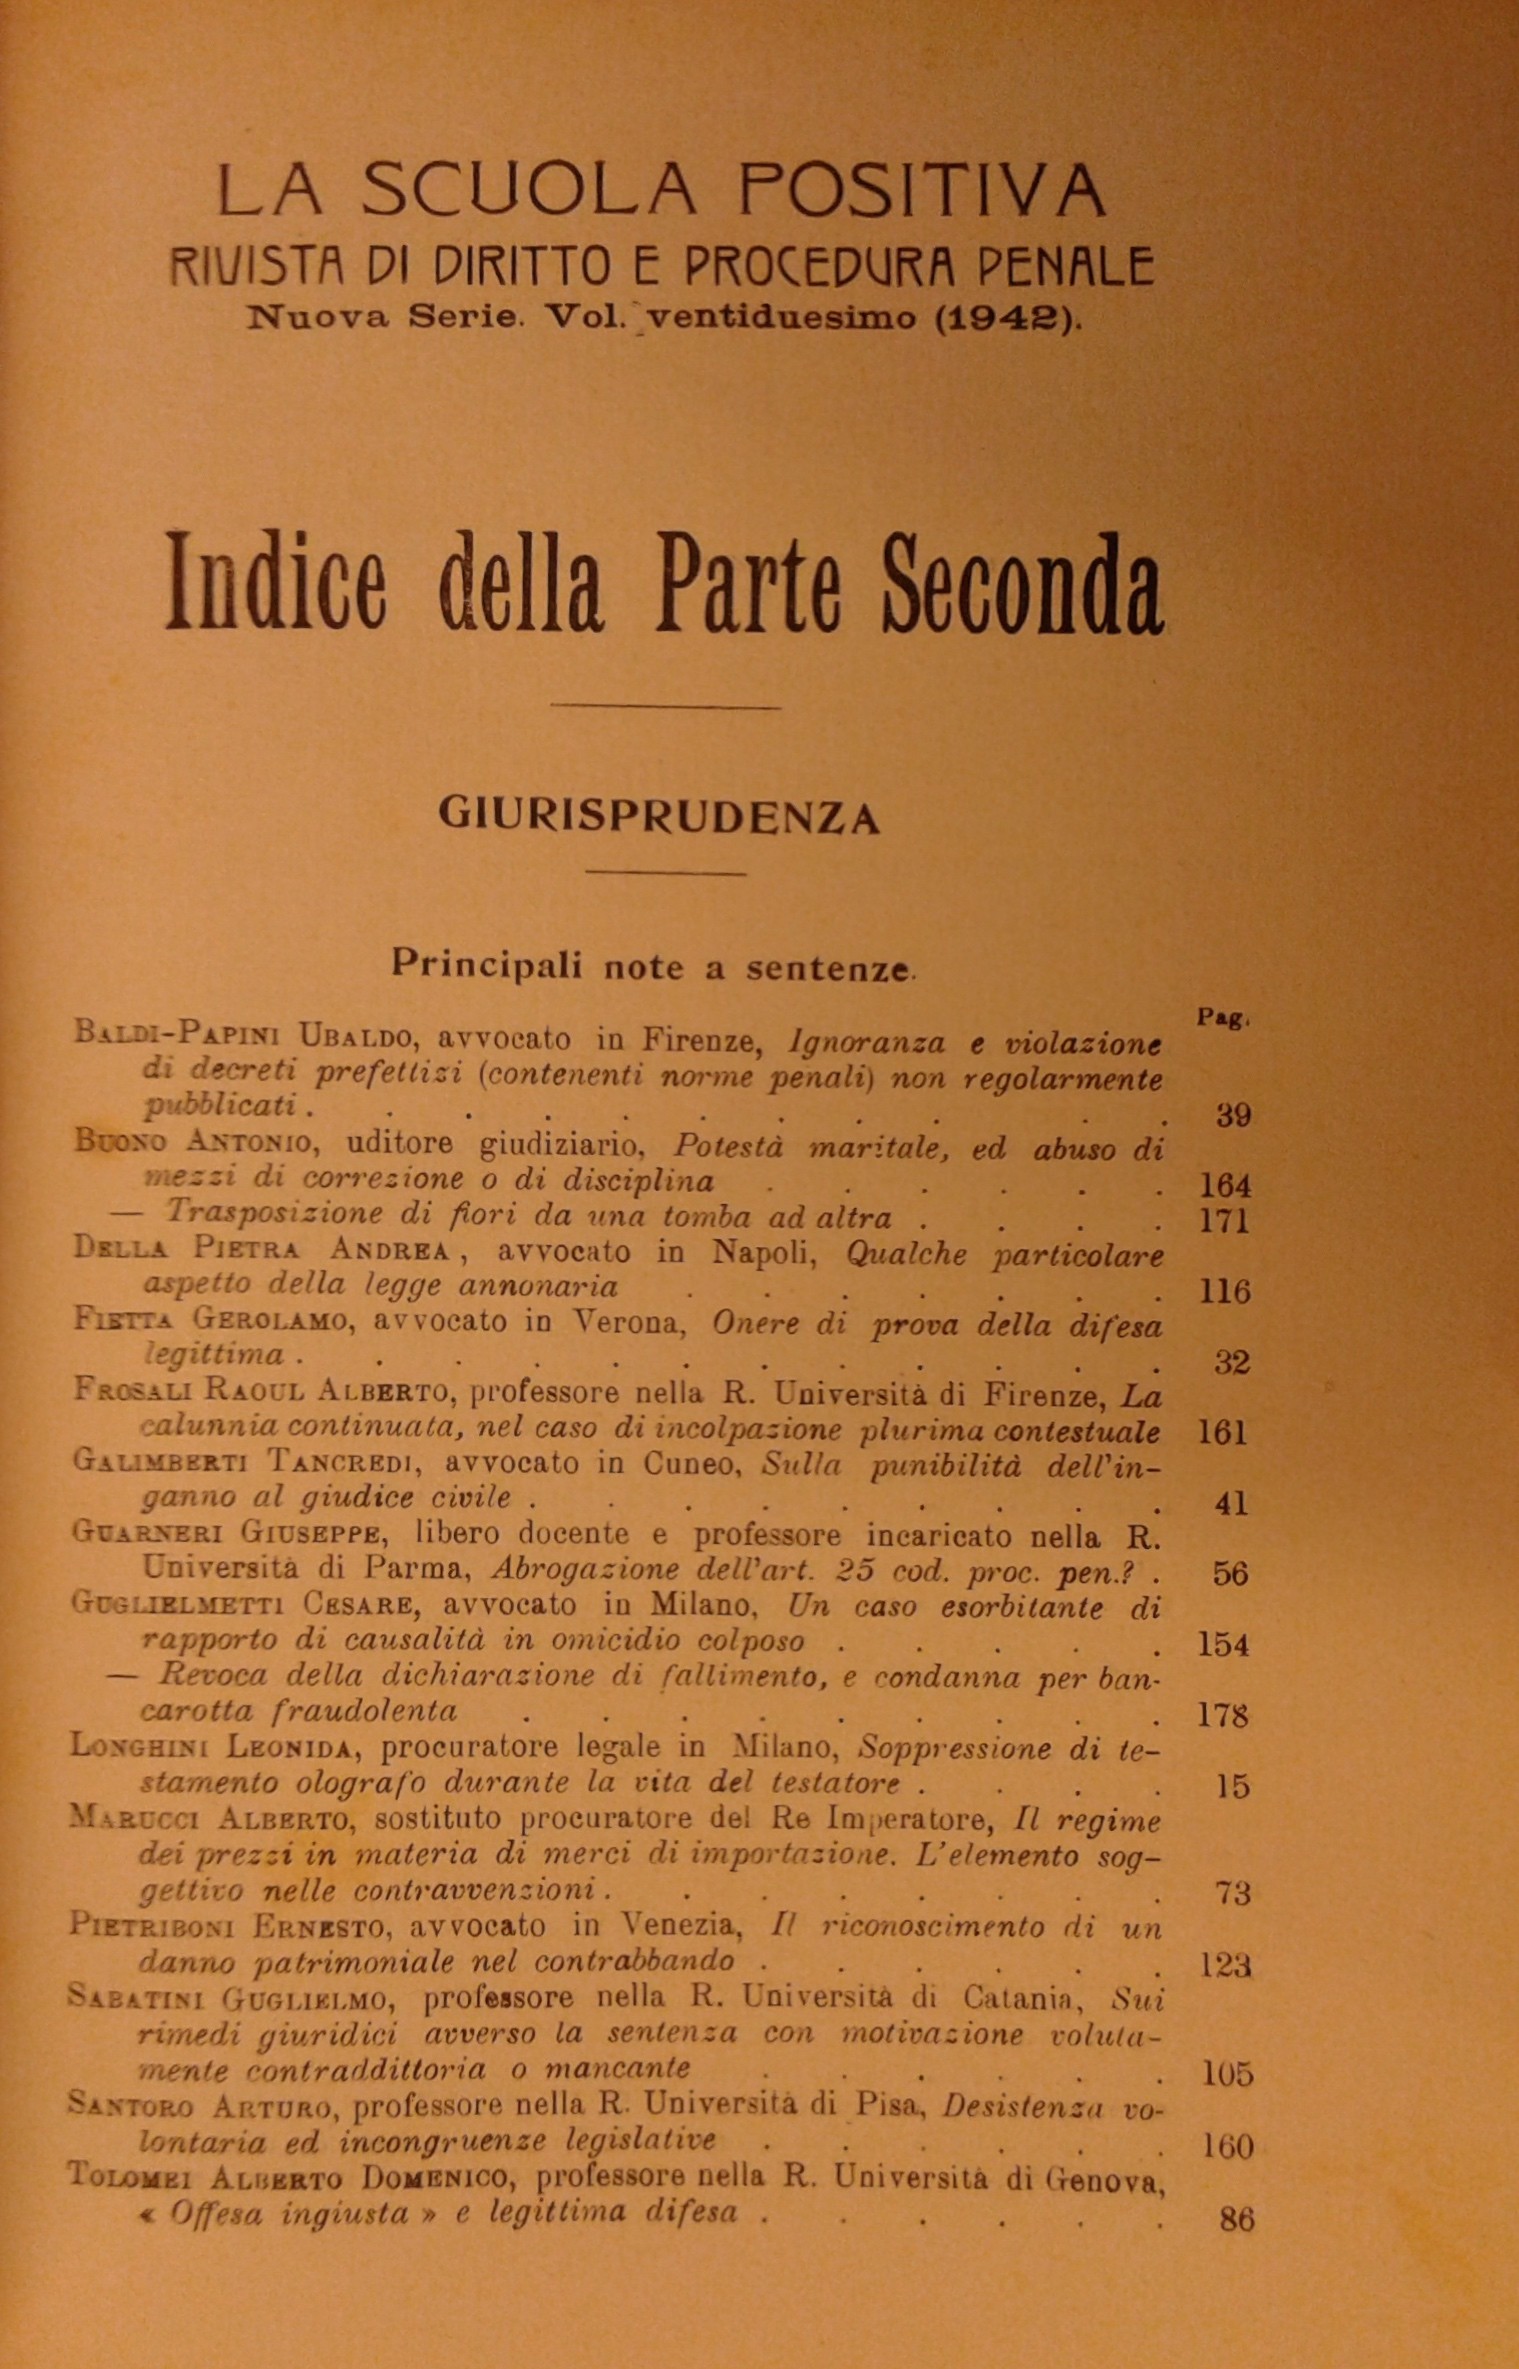 LA SCUOLA POSITIVA
RIVISTA DI DIRITTO E PROCEDURA PENALE
Nuova Serie. Vol. ventiduesimo (1942).
Indice della Parte Seconda
GIURISPRUDENZA
Principali note a sentenze.
Pag.
BALDI-PAPINI UBALDO, avvocato in Firenze, Ignoranza e violazione
di decreti prefettizi (contenenti norme penali) non regolarmente
pubblicati . . . . . . . . . . . . 39
BUONO ANTONIO, uditore giudiziario, Potestà maritale, ed abuso di
mezzi di correzione o di disciplina . . . . . . 164
— Trasposizione di fiori da una tomba ad altra . . . . 171
DELLA PIETRA ANDREA, avvocato in Napoli, Qualche particolare
aspetto della legge annonaria . . . . . . . 116
FIETTA GEROLAMO, avvocato in Verona, Onere di prova della difesa
legittima . . . . . . . . . . . . 32
FROSALI RAOUL ALBERTO, professore nella R. Università di Firenze, La
calunnia continuata, nel caso di incolpazione plurima contestuale 161
GALIMBERTI TANCREDI, avvocato in Cuneo, Sulla punibilità dell'in-
ganno al giudice civile . . . . . . . . . 41
GUARNERI GIUSEPPE, libero docente e professore incaricato nella R.
Università di Parma, Abrogazione dell'art. 25 cod. proc. pen.? . 56
GUGLIELMETTI CESARE, avvocato in Milano, Un caso esorbitante di
rapporto di causalità in omicidio colposo . . . . . 154
— Revoca della dichiarazione di fallimento, e condanna per ban-
carotta fraudolenta . . . . . . . . . 178
LONGHINI LEONIDA, procuratore legale in Milano, Soppressione di te-
stamento olografo durante la vita del testatore . . . . 15
MARUCCI ALBERTO, sostituto procuratore del Re Imperatore, Il regime
dei prezzi in materia di merci di importazione. L'elemento sog-
gettivo nelle contravvenzioni . . . . . . . . 73
PIETRIBONI ERNESTO, avvocato in Venezia, Il riconoscimento di un
danno patrimoniale nel contrabbando . . . . . . 123
SABATINI GUGLIELMO, professore nella R. Università di Catania, Sui
rimedi giuridici avverso la sentenza con motivazione voluta-
mente contraddittoria o mancante . . . . . . 105
SANTORO ARTURO, professore nella R. Università di Pisa, Desistenza vo-
lontaria ed incongruenze legislative . . . . . . 160
TOLOMEI ALBERTO DOMENICO, professore nella R. Università di Genova,
« Offesa ingiusta » e legittima difesa . . . . . . 86